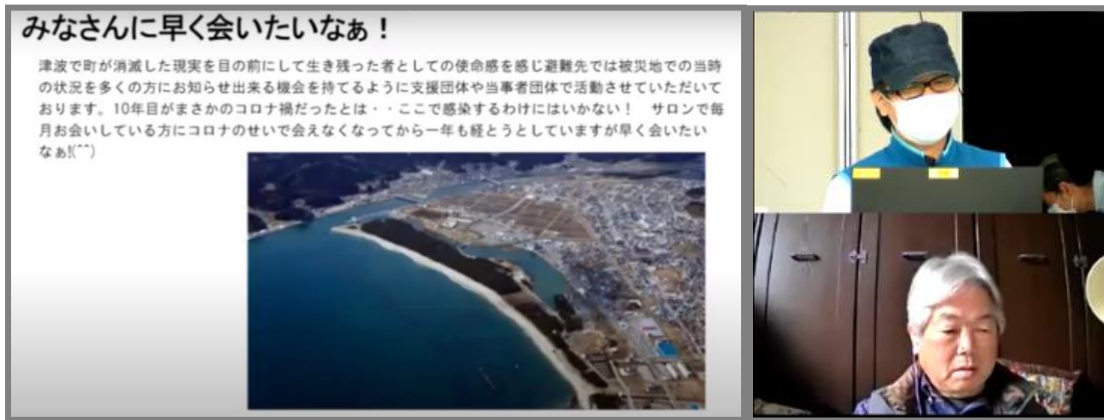 みなさんに早く会いたいなぁ！
津波で町が消滅した現実を目の前にして生き残った者としての使命感を感じ避難先では被災地での当時
の状況を多くの方にお知らせ出来る機会を持てるように支援団体や当事者団体で活動させていただいて
おります。10年目がまさかのコロナ禍だったとは・・ここで感染するわけにはいかない！　サロンで毎
月お会いしている方にコロナのせいで会えなくなってから一年も経とうとしていますが早く会いたい
なぁ!(^^)